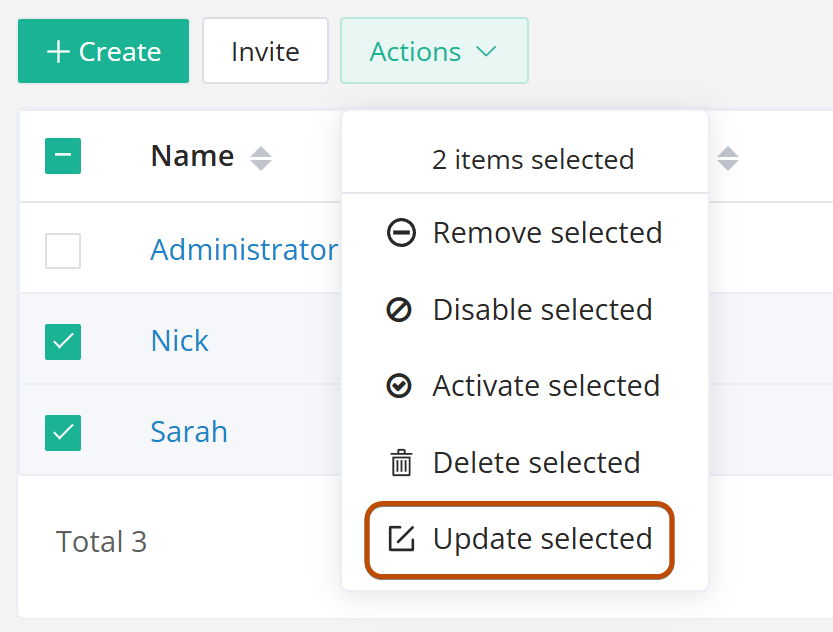 Create
Invite
Actions
Name
2 items selected
Administrator
Remove selected
Disable selected
Nick
Activate selected
Sarah
Delete selected
Total 3
Update selected